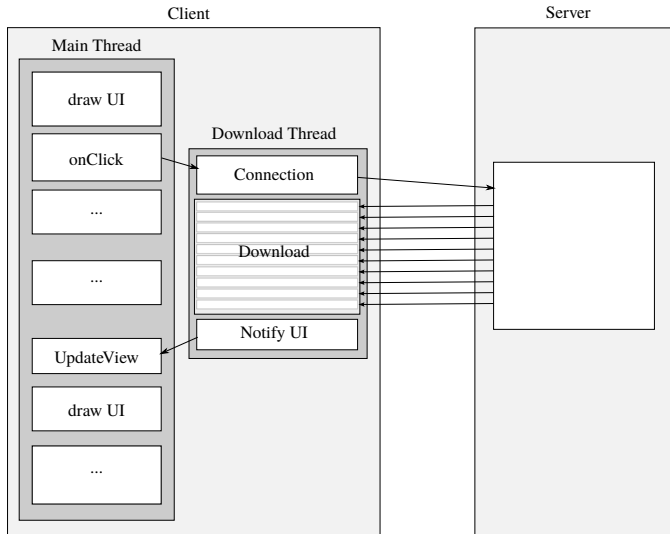 Client
Server
Main Thread
draw UI
Download Thread
onClick
Connection
...
Download
...
Notify UI
UpdateView
draw UI
...